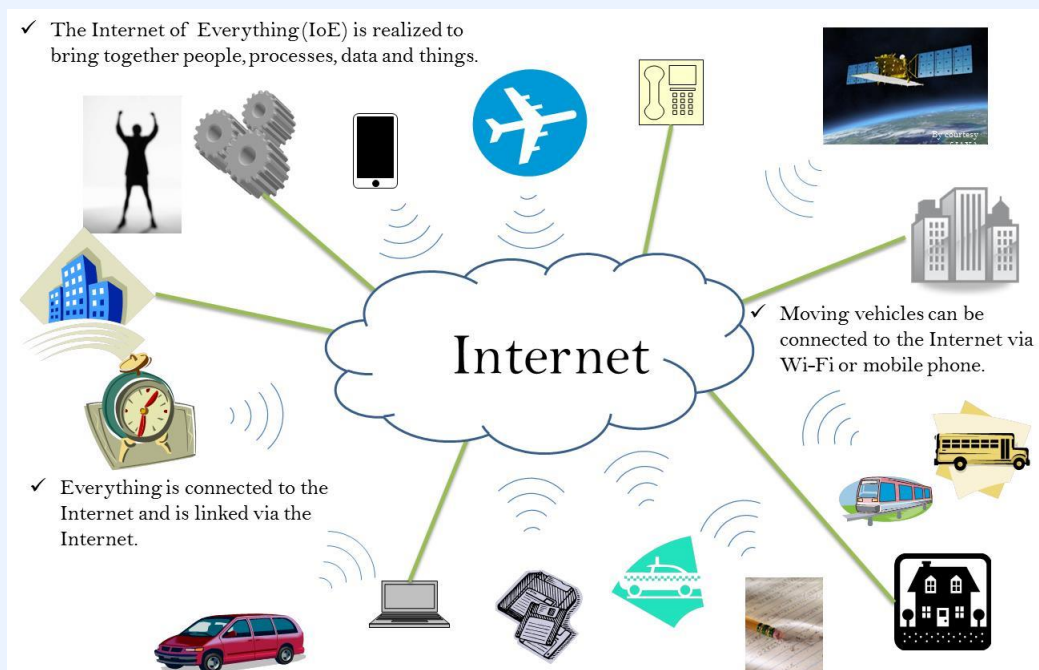 ✓ The Internet of Everything (IoE) is realized to
bring together people, processes, data and things.
By courtesy
Internet
✓ Moving vehicles can be
connected to the Internet via
Wi-Fi or mobile phone.
✓ Everything is connected to the
Internet and is linked via the
Internet.